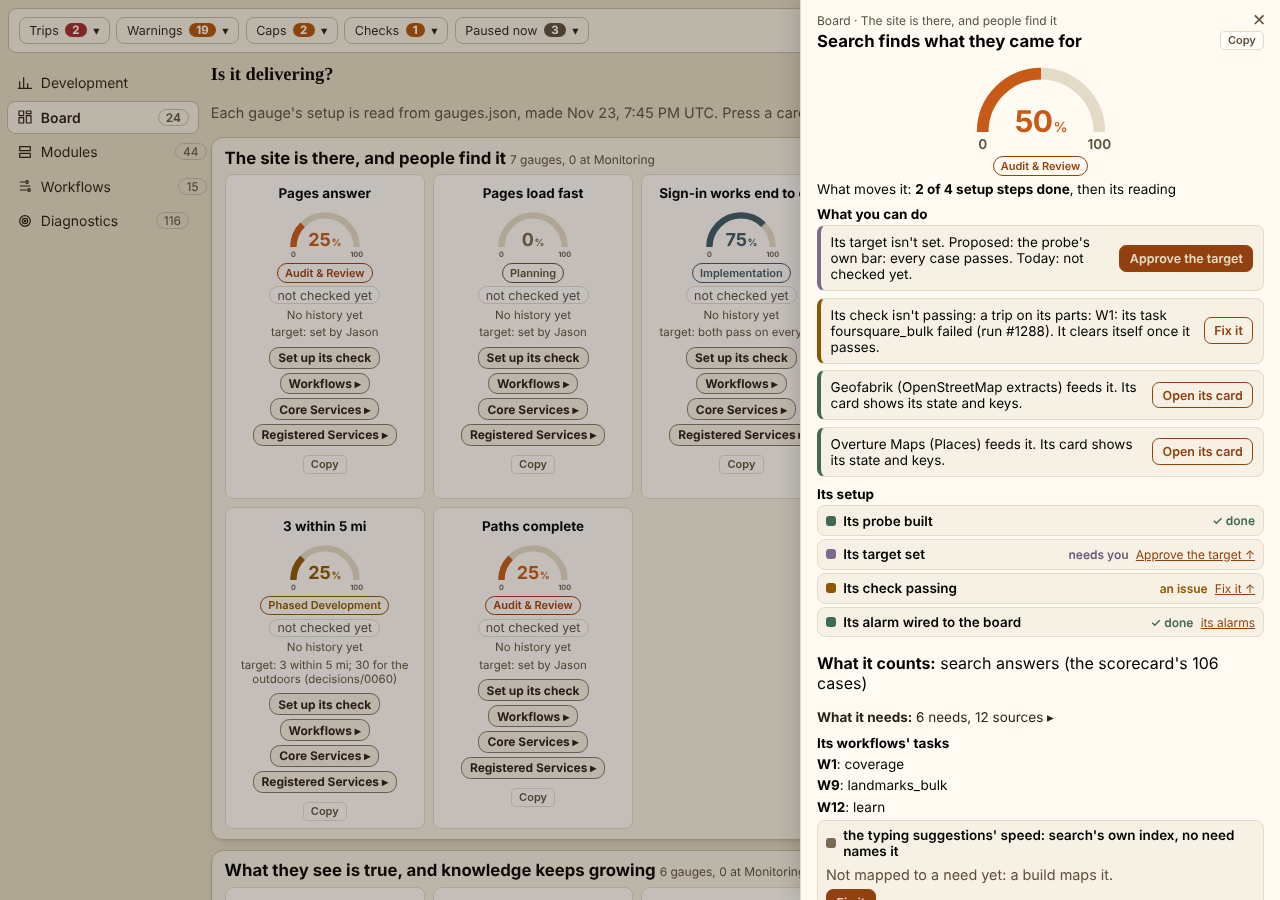 Trips 2 ▾ Warnings 19 ▾ Caps 2 ▾ Checks 1 ▾ Paused now 3 ▾
Development
Board 24
Modules 44
Workflows 15
Diagnostics 116
Is it delivering?
Each gauge's setup is read from gauges.json, made Nov 23, 7:45 PM UTC. Press a
The site is there, and people find it 7 gauges, 0 at Monitoring
Pages answer
25%
0 100
Audit & Review
not checked yet
No history yet
target: set by Jason
Set up its check
Workflows ▸
Core Services ▸
Registered Services ▸
Copy
Pages load fast
0%
0 100
Planning
not checked yet
No history yet
target: set by Jason
Set up its check
Workflows ▸
Core Services ▸
Registered Services ▸
Copy
Sign-in works end to
75%
0 100
Implementation
not checked yet
No history yet
target: both pass on every
Set up its check
Workflows ▸
Core Services ▸
Registered Services
Copy
3 within 5 mi
25%
0 100
Phased Development
not checked yet
No history yet
target: 3 within 5 mi; 30 for the
outdoors (decisions/0060)
Set up its check
Workflows ▸
Core Services ▸
Registered Services ▸
Copy
Paths complete
25%
0 100
Audit & Review
not checked yet
No history yet
target: set by Jason
Set up its check
Workflows ▸
Core Services ▸
Registered Services ▸
Copy
What they see is true, and knowledge keeps growing 6 gauges, 0 at Monitoring
Board · The site is there, and people find it ✕
Search finds what they came for Copy
50%
0 100
Audit & Review
What moves it: 2 of 4 setup steps done, then its reading
What you can do
Its target isn't set. Proposed: the probe's
own bar: every case passes. Today: not
checked yet.
Approve the target
Its check isn't passing: a trip on its parts: W1: its task
foursquare_bulk failed (run #1288). It clears itself once it
passes.
Fix it
Geofabrik (OpenStreetMap extracts) feeds it. Its
card shows its state and keys.
Open its card
Overture Maps (Places) feeds it. Its card shows
its state and keys.
Open its card
Its setup
Its probe built ✓ done
Its target set needs you Approve the target ↑
Its check passing an issue Fix it ↑
Its alarm wired to the board ✓ done its alarms
What it counts: search answers (the scorecard's 106
cases)
What it needs: 6 needs, 12 sources ▸
Its workflows' tasks
W1: coverage
W9: landmarks_bulk
W12: learn
the typing suggestions' speed: search's own index, no need
names it
Not mapped to a need yet: a build maps it.
Fix it